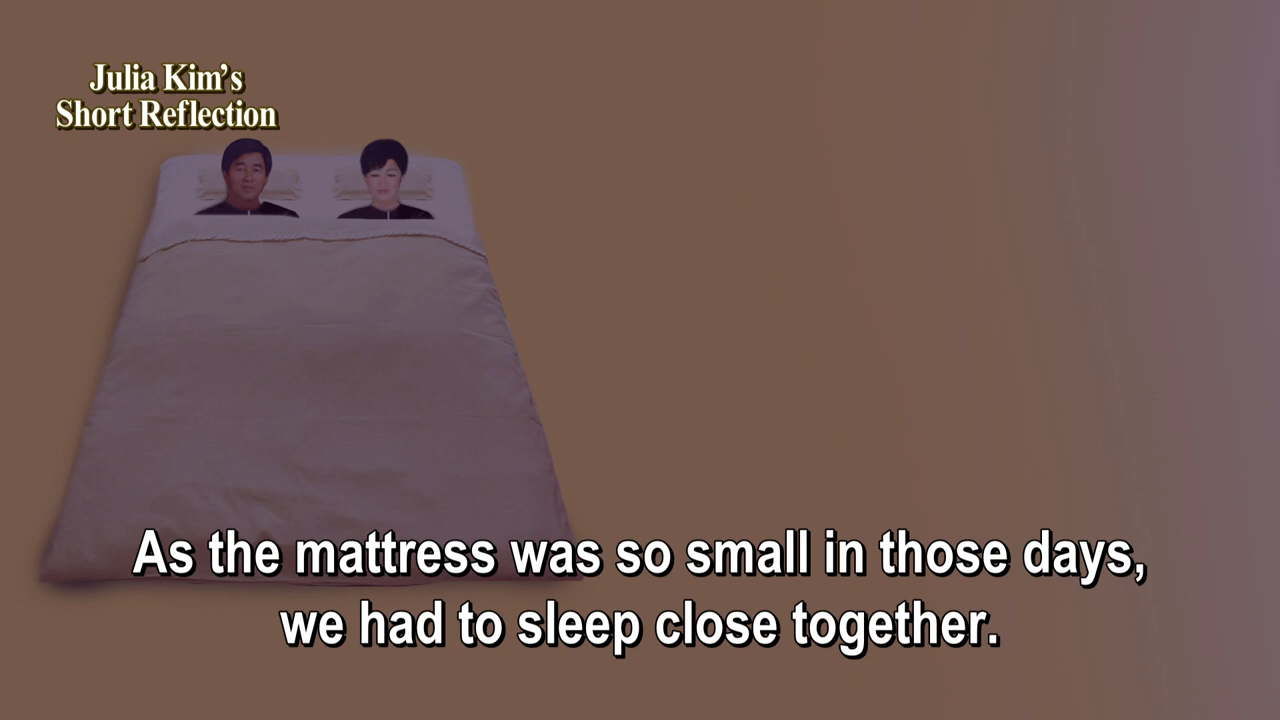 Julia Kim’s
Short Reflection
As the mattress was so small in those days,
we had to sleep close together.